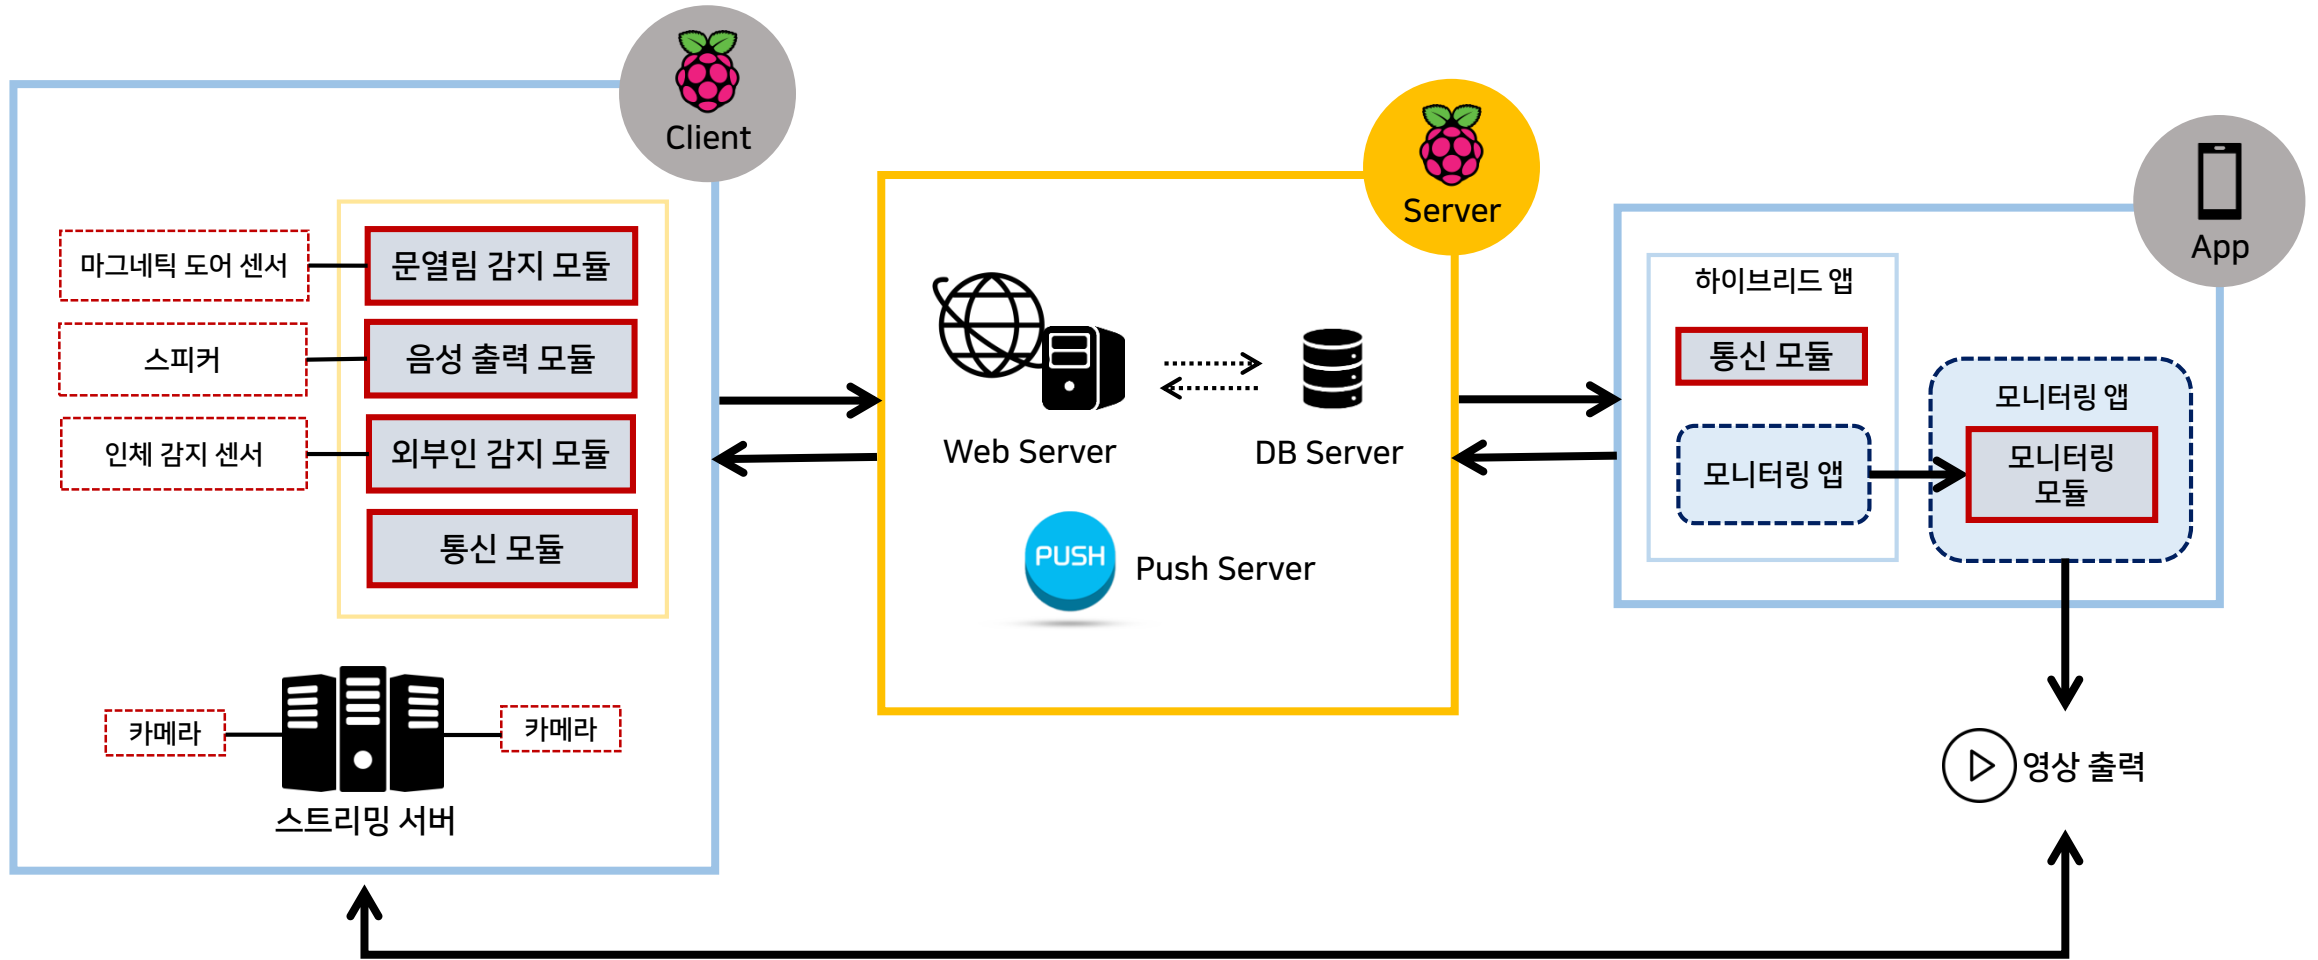 Client
마그네틱 도어 센서
문열림 감지 모듈
스피커
음성 출력 모듈
인체 감지 센서
외부인 감지 모듈
통신 모듈
카메라
카메라
스트리밍 서버
Server
Web Server
DB Server
PUSH
Push Server
App
하이브리드 앱
통신 모듈
모니터링 앱
모니터링 앱
모니터링
모듈
영상 출력